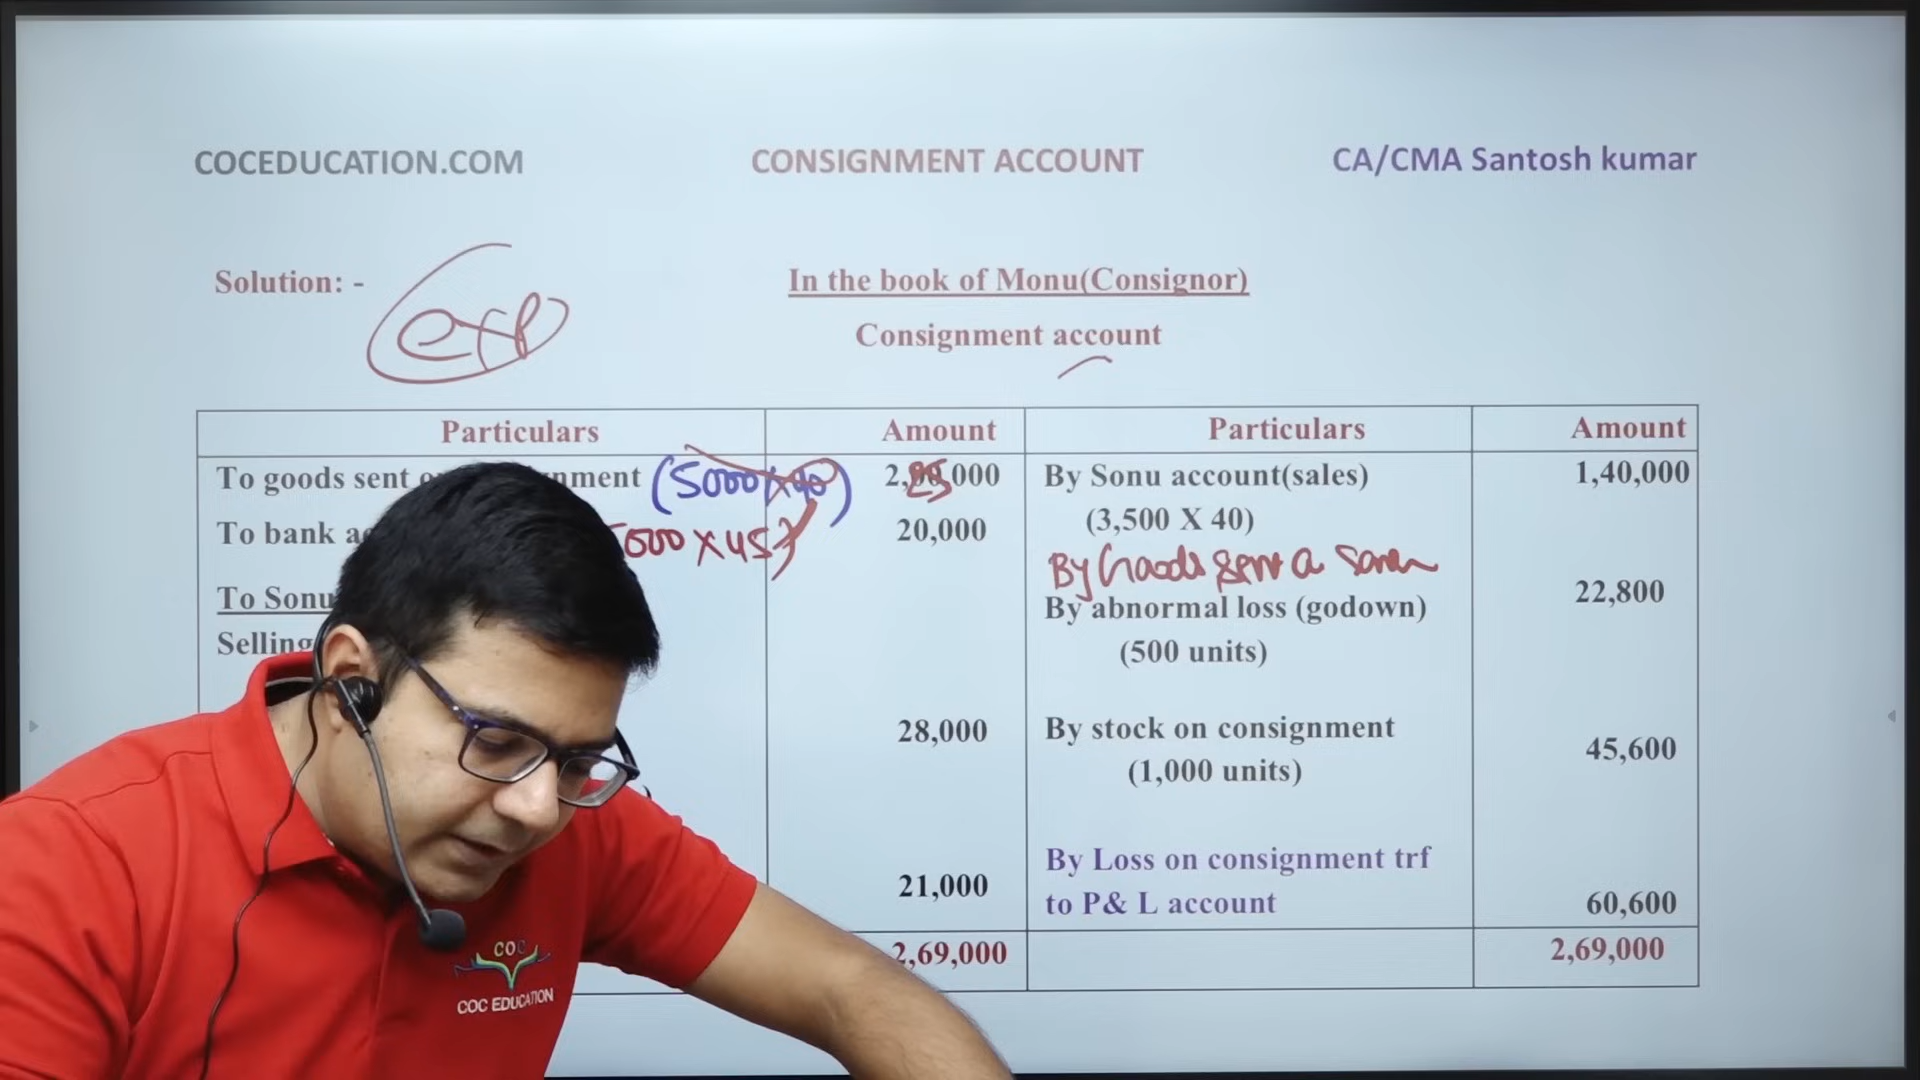 COCEDUCATION.COM CONSIGNMENT ACCOUNT CA/CMA Santosh kumar
Solution: - In the book of Monu(Consignor)
exp
Consignment account
Particulars Amount Particulars Amount
To goods sent nment (5000 x 40) 2, 25 ,000 By Sonu account(sales) 1,40,000
(3,500 X 40)
To bank a 000 x 45 20,000
By Goods sent a
To Sonu By abnormal loss (godown) 22,800
Selling (500 units)
28,000 By stock on consignment 45,600
(1,000 units)
21,000 By Loss on consignment trf
to P& L account 60,600
2,69,000 2,69,000
COC
COC EDUCATION